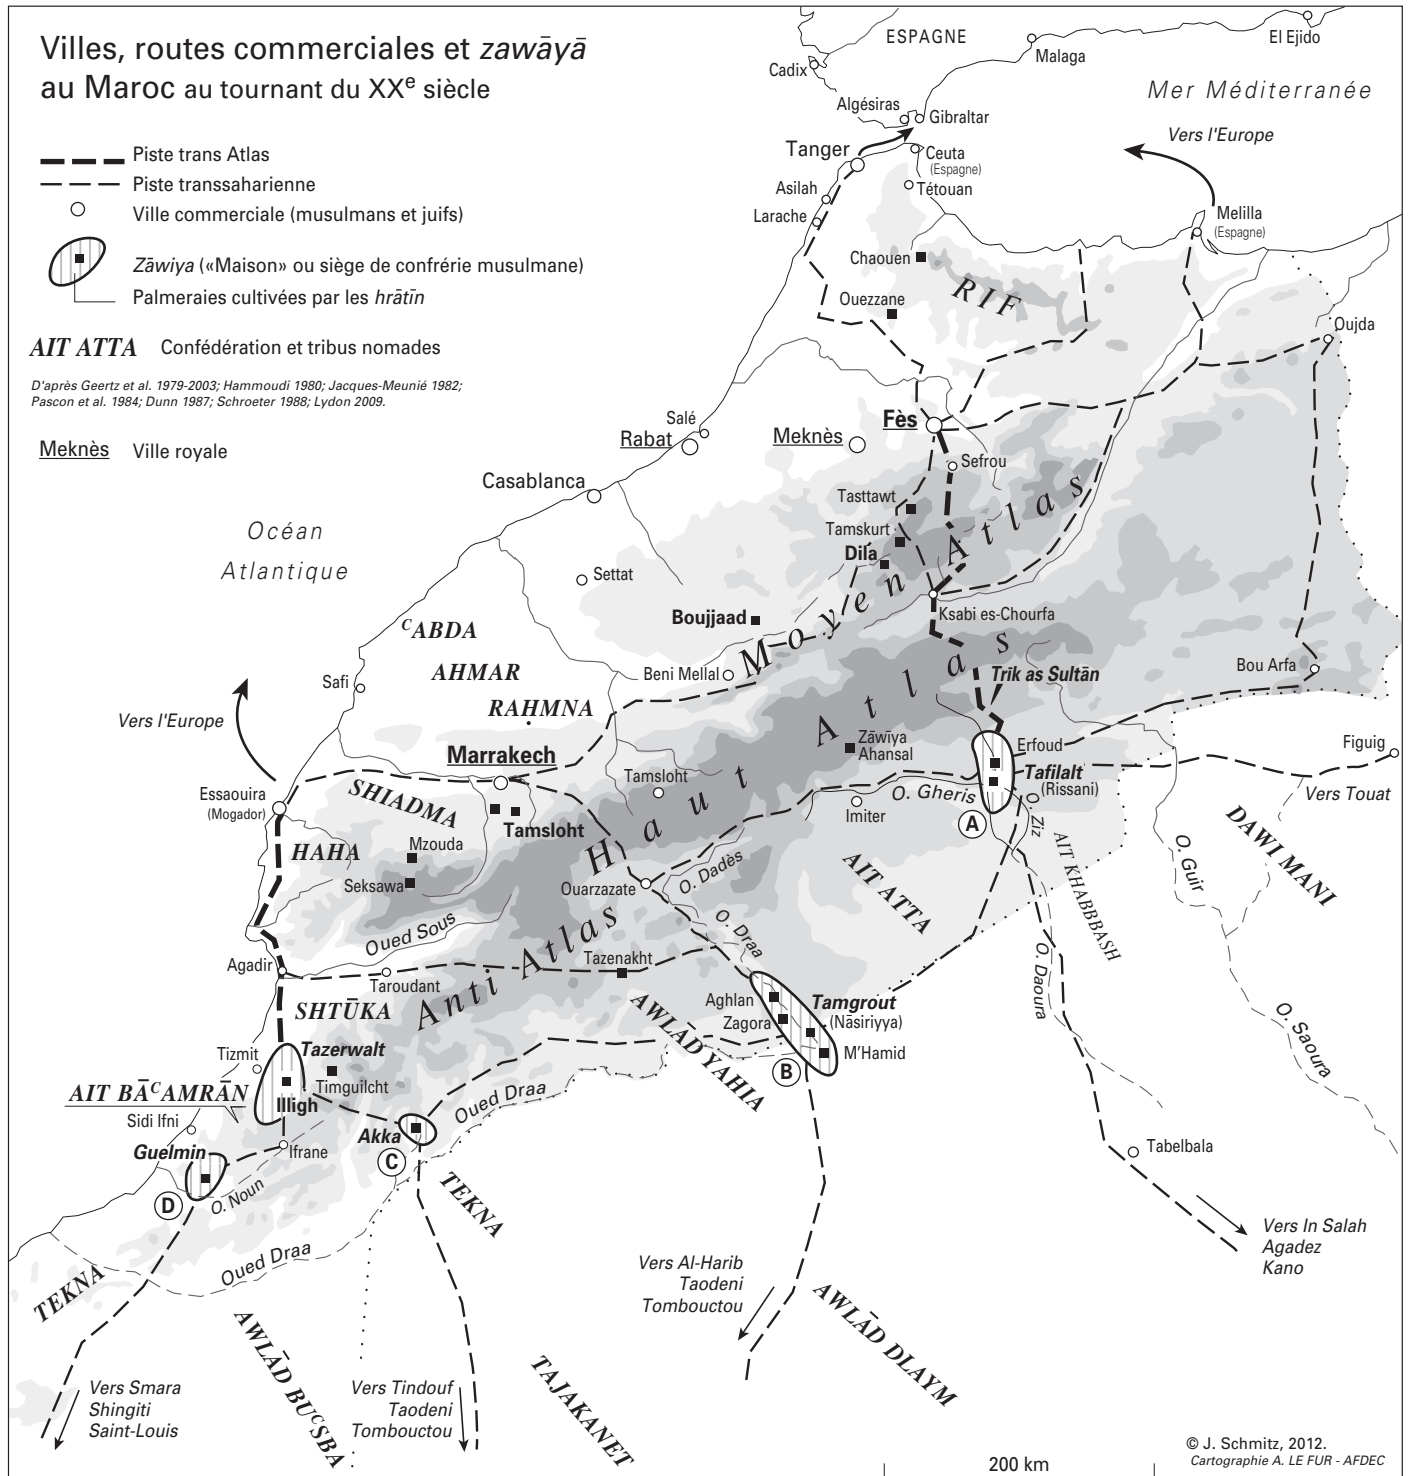 Villes, routes commerciales et zawāyā
au Maroc au tournant du XXe siècle
Piste trans Atlas
Piste transsaharienne
Ville commerciale (musulmans et juifs)
Zāwiya («Maison» ou siège de confrérie musulmane)
Palmeraies cultivées par les hrātīn
AIT ATTA Confédération et tribus nomades
D'après Geertz et al. 1979-2003; Hammoudi 1980; Jacques-Meunié 1982;
Pascon et al. 1984; Dunn 1987; Schroeter 1988; Lydon 2009.
Meknès Ville royale
ESPAGNE
El Ejido
Malaga
Cadix
Mer Méditerranée
Algésiras
Gibraltar
Vers l'Europe
Tanger
Ceuta
(Espagne)
Asilah
Tétouan
Larache
Melilla
(Espagne)
Chaouen
RIF
Ouezzane
Oujda
Salé
Rabat
Meknès
Fès
Sefrou
Casablanca
Tasttawt
Océan
Atlantique
Tamskurt
Dila
Settat
Moyen Atlas
Ksabi es-Chourfa
Boujjaad
CABDA
AHMAR
Beni Mellal
Bou Arfa
Trīk as Sultān
Safi
RAHMNA
Vers l'Europe
Haut Atlas
Zāwīya
Ahansal
Erfoud
Figuig
Marrakech
Tamsloht
Tafilalt
(Rissani)
Vers Touat
O. Gheris
Essaouira
(Mogador)
SHIADMA
Imiter
O. Ziz
A
Tamsloht
DAWI MANI
HAHA
Mzouda
O. Guir
AIT KHABBBASH
Seksawa
Ouarzazate
O. Dadès
AIT ATTA
Oued Sous
O. Draa
Anti Atlas
Agadir
Taroudant
Tazenakht
O. Daoura
SHTŪKA
AWLAD YAHIA
Aghlan
Tamgrout
Zagora
(Nāsiriyya)
O. Saoura
M'Hamid
B
Tizmit
Tazerwalt
Timguilcht
AIT BĀCAMRĀN
Illigh
Oued Draa
Sidi Ifni
Akka
Guelmin
Ifrane
C
Tabelbala
D
O. Noun
TEKNA
Oued Draa
Vers In Salah
Agadez
Kano
TEKNA
Vers Al-Harib
Taodeni
Tombouctou
AWLĀD BUCSBA
AWLĀD DLAYM
TAJAKANET
Vers Smara
Shingiti
Saint-Louis
Vers Tindouf
Taodeni
Tombouctou
© J. Schmitz, 2012.
Cartographie A. LE FUR - AFDEC
200 km